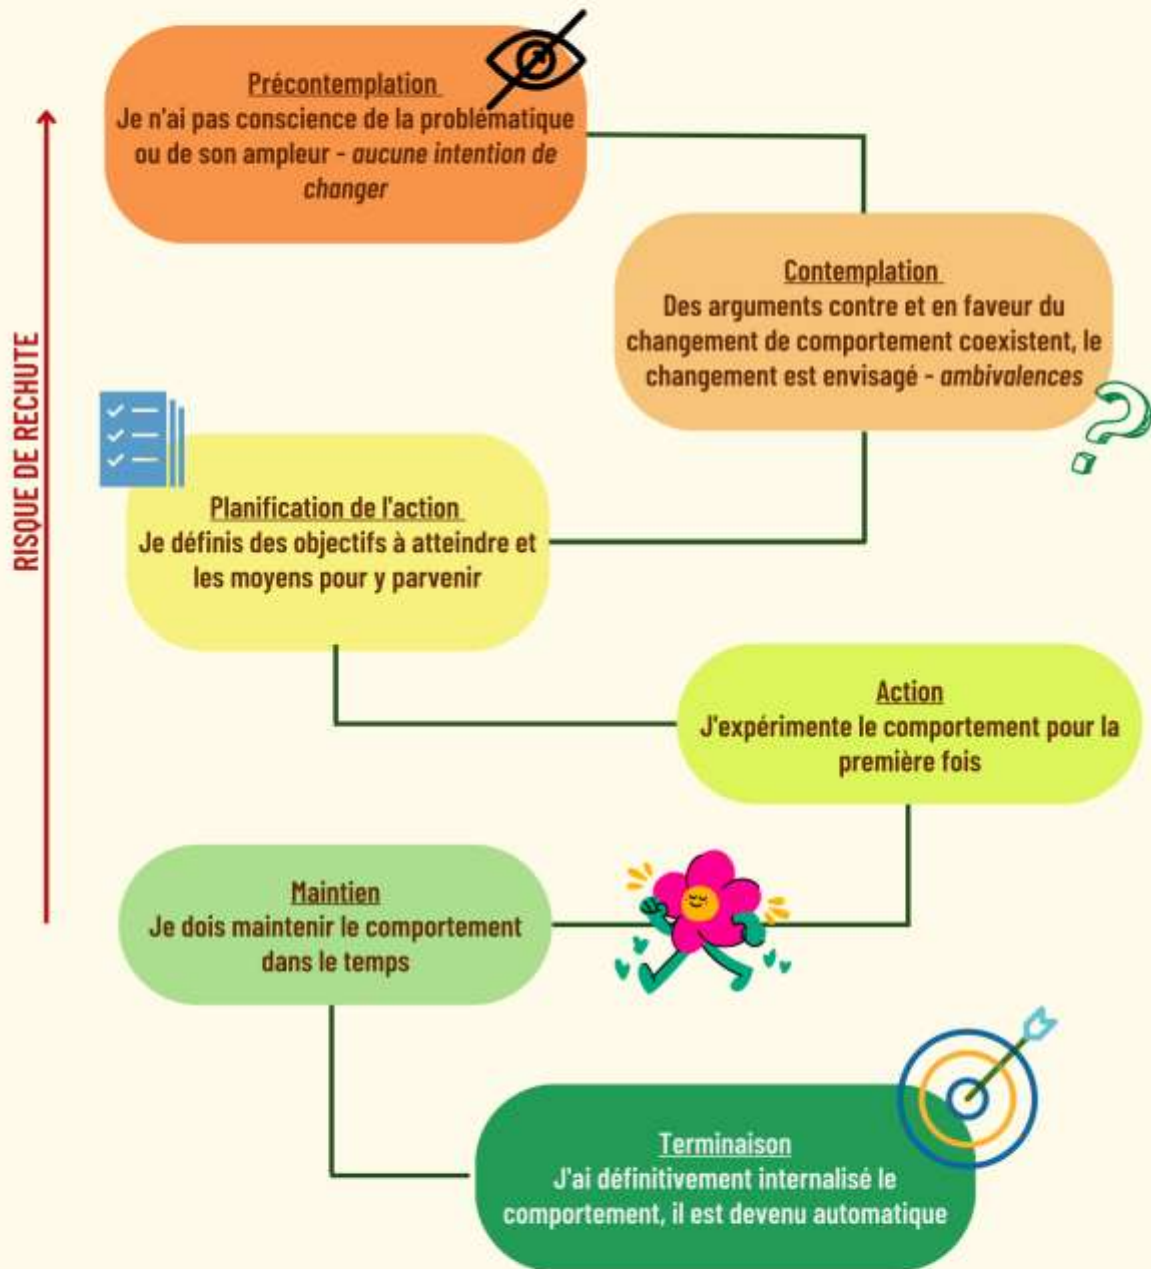 Précontemplation
Je n'ai pas conscience de la problématique
ou de son ampleur - aucune intention de
changer
Contemplation
Des arguments contre et en faveur du
changement de comportement coexistent, le
changement est envisagé - ambivalences
RISQUE DE RECHUTE
Planification de l'action
Je définis des objectifs à atteindre et
les moyens pour y parvenir
Action
J'expérimente le comportement pour la
première fois
Maintien
Je dois maintenir le comportement
dans le temps
Terminaison
J'ai définitivement internalisé le
comportement, il est devenu automatique